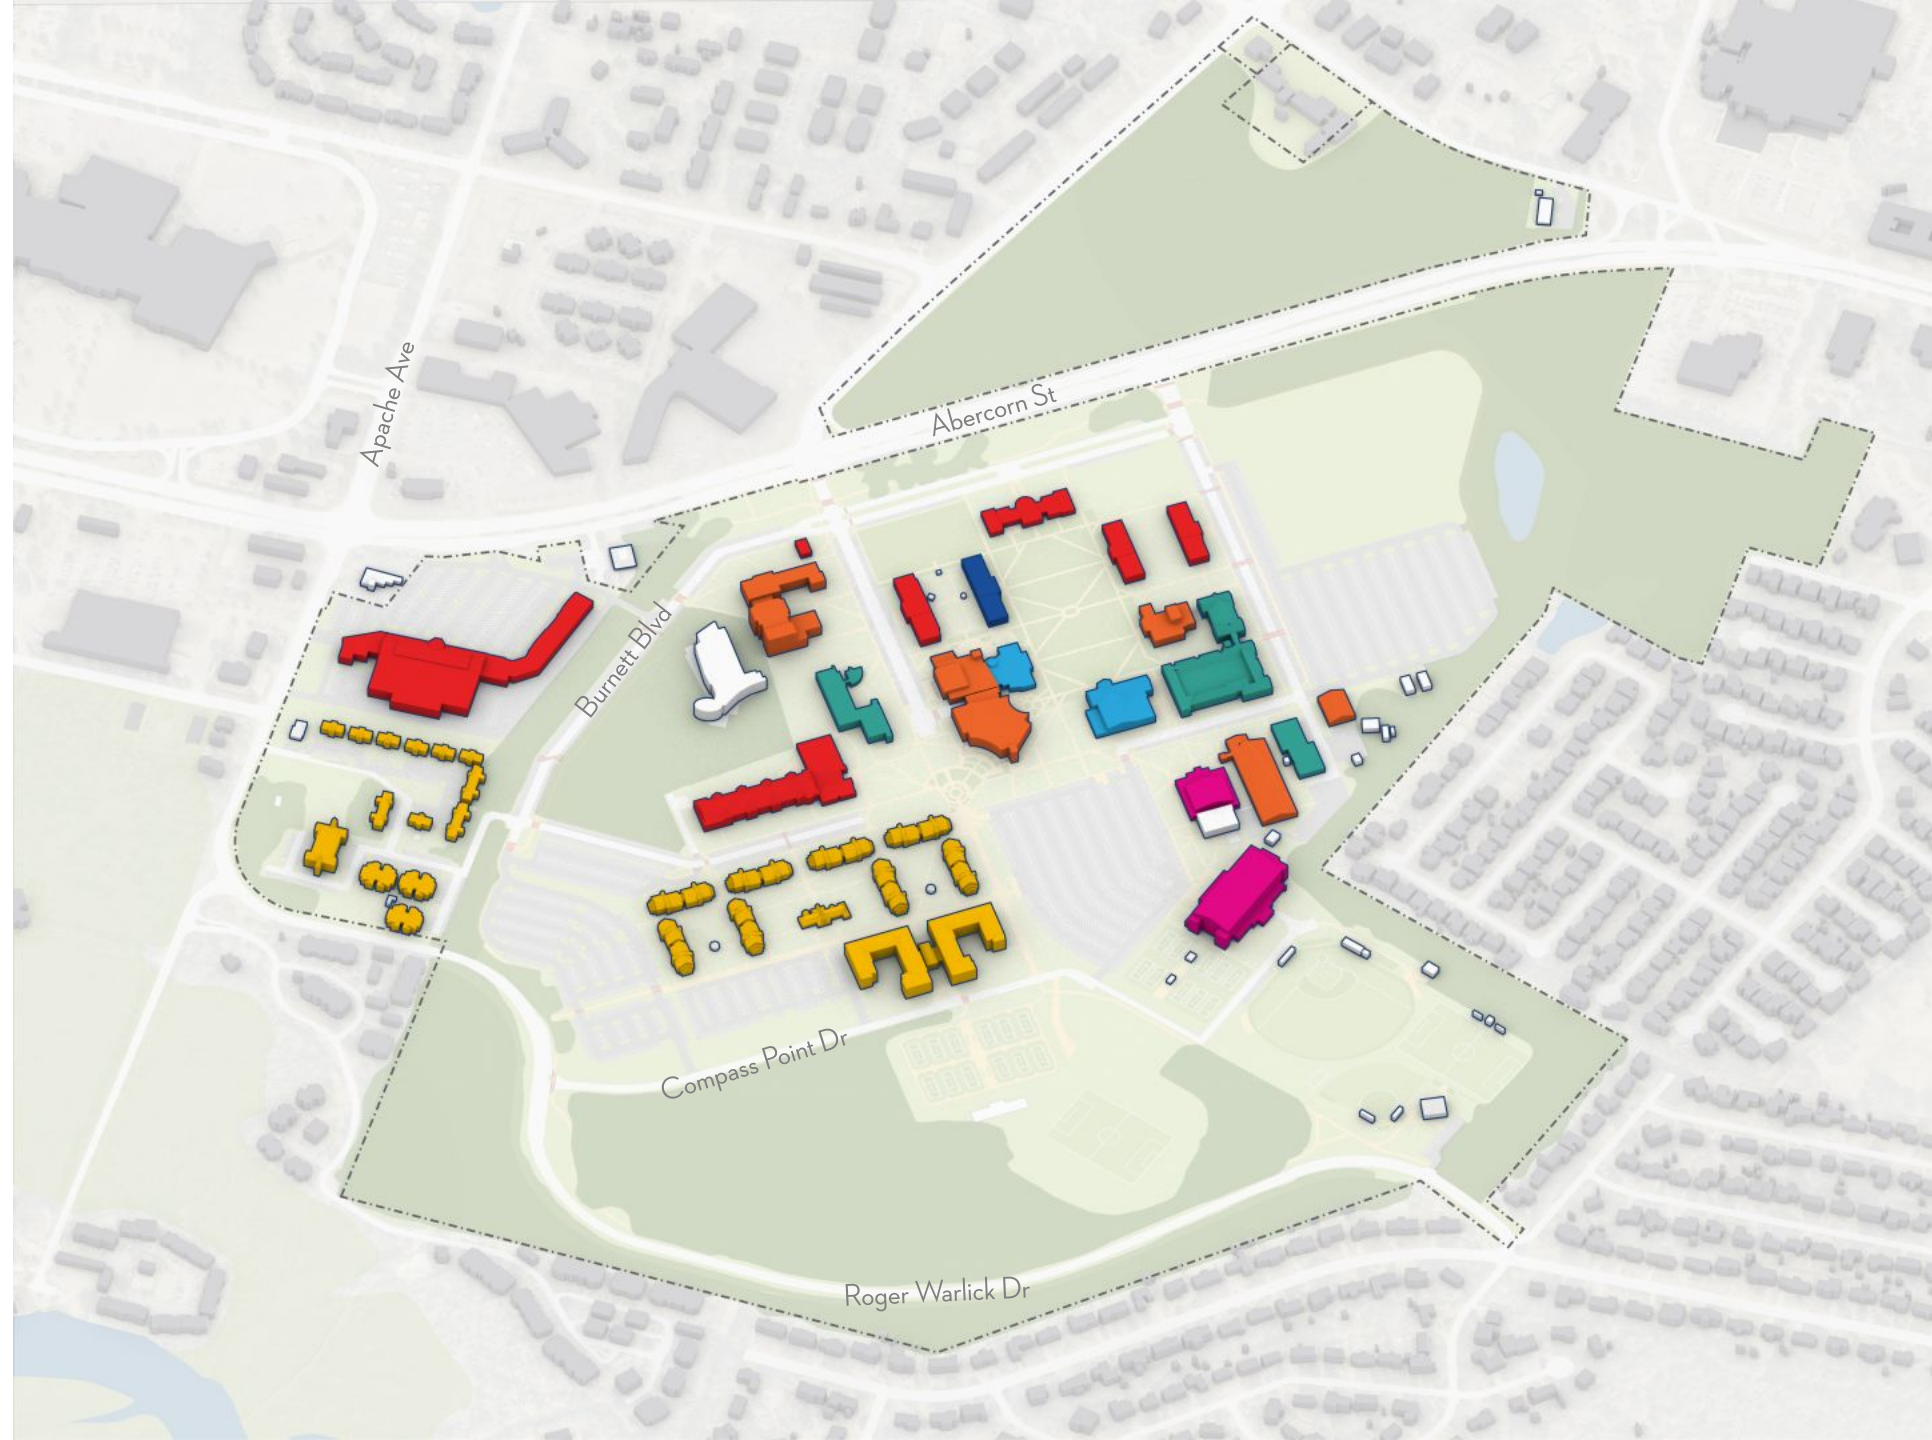 Apache Ave
Abercorn St
Burnett Blvd
Compass Point Dr
Roger Warlick Dr